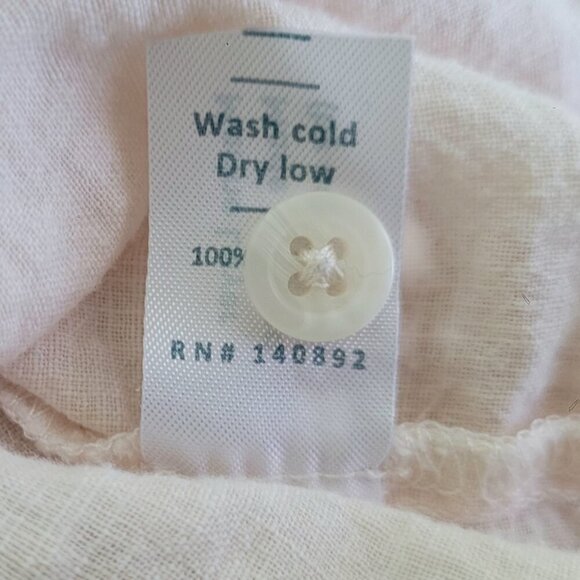 Wash cold
Dry low
100%
RN# 140892